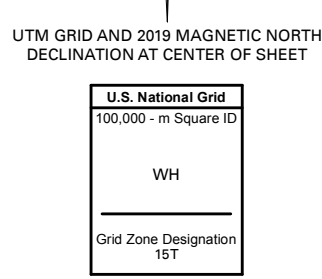 UTM GRID AND 2019 MAGNETIC NORTH
DECLINATION AT CENTER OF SHEET
U.S. National Grid
100,000 - m Square ID
WH
Grid Zone Designation
15T